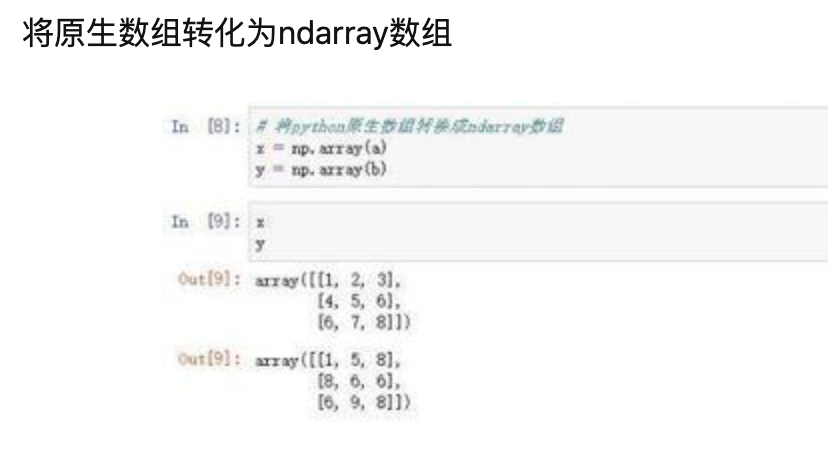 将原生数组转化为ndarray数组
In [8]: # 将python原生数组转换成ndarray数组
x = np.array(a)
y = np.array(b)
In [9]: x
y
Out[9]: array([[1, 2, 3],
[4, 5, 6],
[6, 7, 8]])
Out[9]: array([[1, 5, 8],
[8, 6, 6],
[6, 9, 8]])